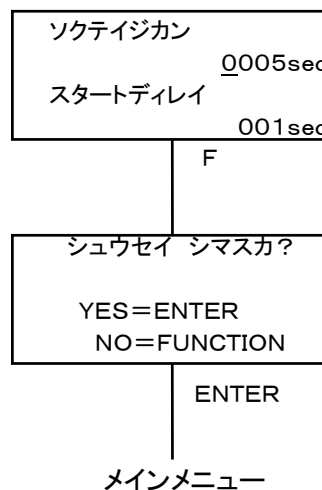 ソクテイジカン
0005sec
スタートディレイ
001sec
F
シュウセイ シマスカ?
YES=ENTER
NO=FUNCTION
ENTER
メインメニュー